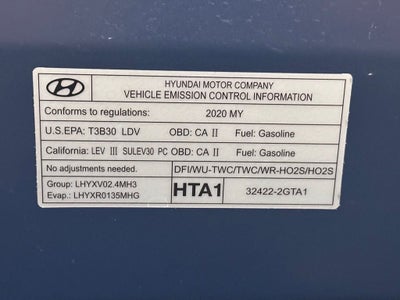 HYUNDAI MOTOR COMPANY
VEHICLE EMISSION CONTROL INFORMATION
Conforms to regulations: 2020 MY
U.S.EPA: T3B30 LDV OBD: CA II Fuel: Gasoline
California: LEV III SULEV30 PC OBD: CA II Fuel: Gasoline
No adjustments needed. DFI/WU-TWC/TWC/WR-HO2S/HO2S
Group: LHYXV02.4MH3
Evap.: LHYXR0135MHG
HTA1 32422-2GTA1